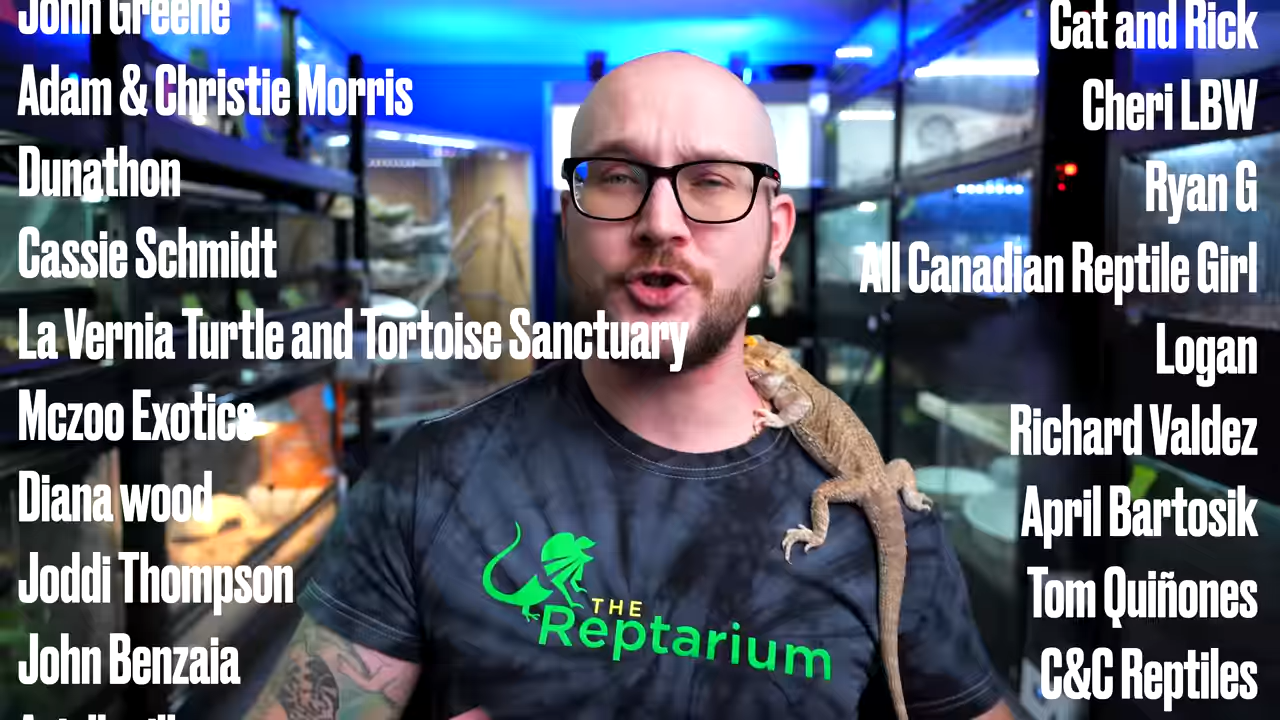 John Greene
Adam & Christie Morris
Dunathon
Cassie Schmidt
La Vernia Turtle and Tortoise Sanctuary
Mczoo Exotics
Diana wood
Joddi Thompson
John Benzaia
Cat and Rick
Cheri LBW
Ryan G
All Canadian Reptile Girl
Logan
Richard Valdez
April Bartosik
Tom Quiñones
C&C Reptiles
THE
Reptarium